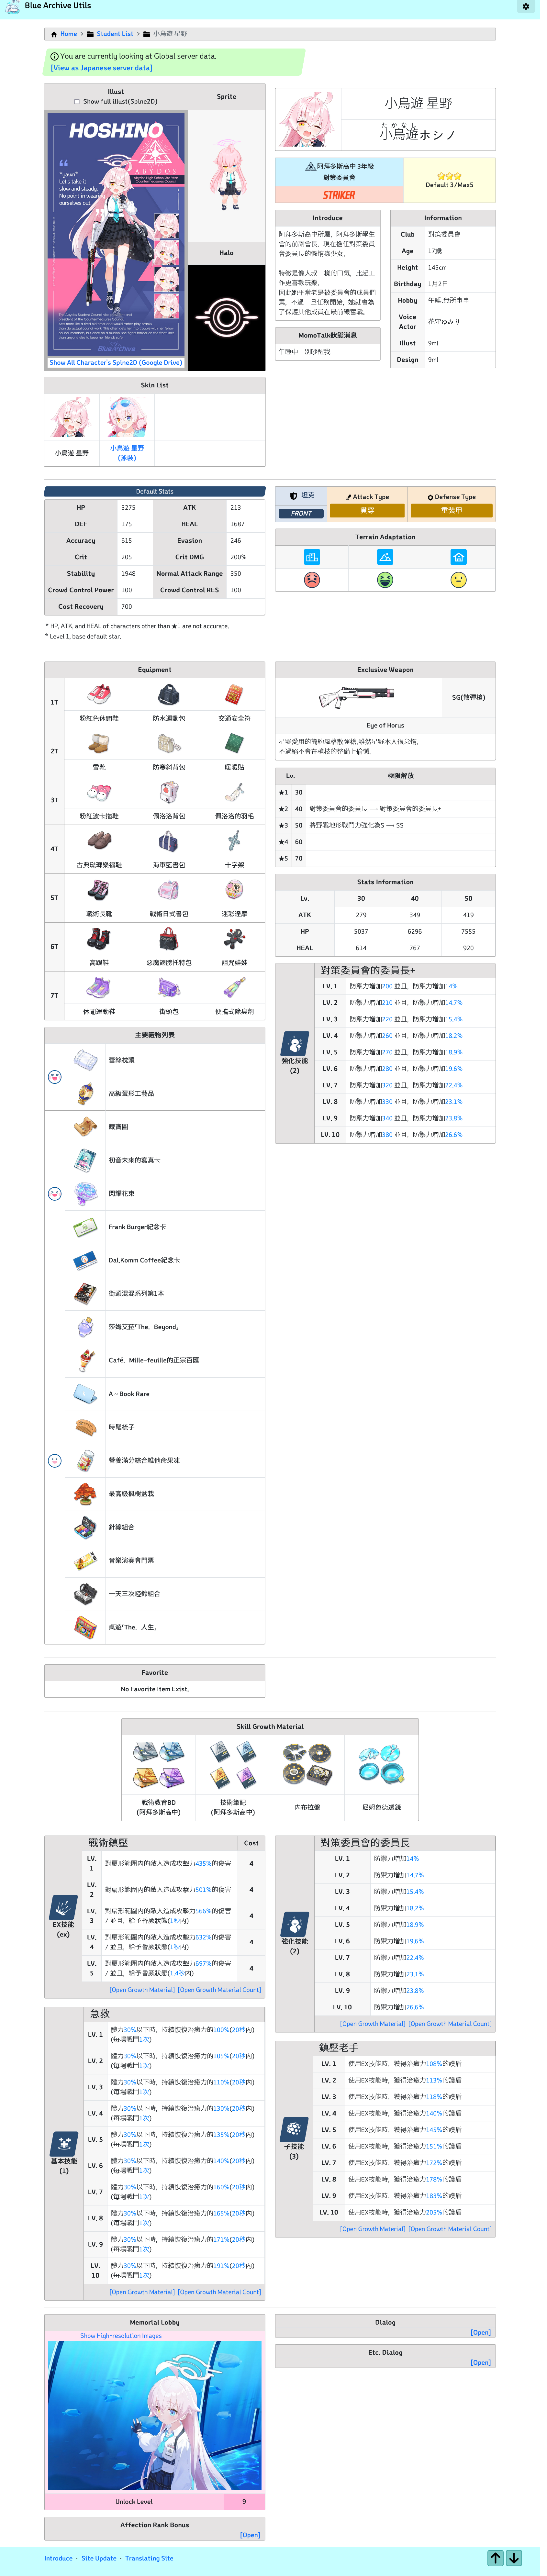 Blue Archive Utils
Home > Student List > 小鳥遊 星野
You are currently looking at Global server data.
[View as Japanese server data]
Illust
Show full illust(Spine2D)
Sprite
HOSHINO
ABYDOS
*yawn*
Let's take it
slow and steady.
No point in
wearing
ourselves out...
Blue Archive
Show All Character's Spine2D (Google Drive)
Halo
Skin List
小鳥遊 星野
小鳥遊 星野
(泳裝)
小鳥遊 星野
たかなし
小鳥遊ホシノ
阿拜多斯高中 3年級
對策委員會
STRIKER
Default 3/Max5
Introduce
阿拜多斯高中所屬,阿拜多斯學生
會的前副會長,現在擔任對策委員
會委員長的懶惰蟲少女。
特徵是像大叔一樣的口氣,比起工
作更喜歡玩樂。
因此她平常老是被委員會的成員們
罵,不過一旦任務開始,她就會為
了保護其他成員在最前線奮戰。
MomoTalk狀態消息
午睡中 別吵醒我
Information
Club 對策委員會
Age 17歲
Height 145cm
Birthday 1月2日
Hobby 午睡、無所事事
Voice Actor 花守ゆみり
Illust 9ml
Design 9ml
Default Stats
HP 3275 ATK 213
DEF 175 HEAL 1687
Accuracy 615 Evasion 246
Crit 205 Crit DMG 200%
Stability 1948 Normal Attack Range 350
Crowd Control Power 100 Crowd Control RES 100
Cost Recovery 700
* HP, ATK, and HEAL of characters other than ★1 are not accurate.
* Level 1, base default star.
坦克
FRONT
Attack Type
貫穿
Defense Type
重裝甲
Terrain Adaptation
Equipment
1T 粉紅色休閒鞋 防水運動包 交通安全符
2T 雪靴 防寒斜背包 暖暖貼
3T 粉紅波卡拖鞋 佩洛洛背包 佩洛洛的羽毛
4T 古典琺瑯樂福鞋 海軍藍書包 十字架
5T 戰術長靴 戰術日式書包 迷彩達摩
6T 高跟鞋 惡魔翅膀托特包 詛咒娃娃
7T 休閒運動鞋 街頭包 便攜式除臭劑
Exclusive Weapon
SG(散彈槍)
Eye of Horus
星野愛用的簡約風格散彈槍。雖然星野本人很怠惰,
不過絕不會在槍枝的整備上偷懶。
Lv. 極限解放
★1 30
★2 40 對策委員會的委員長 → 對策委員會的委員長+
★3 50 將野戰地形戰鬥力強化為S → SS
★4 60
★5 70
Stats Information
Lv. 30 40 50
ATK 279 349 419
HP 5037 6296 7555
HEAL 614 767 920
對策委員會的委員長+
強化技能
(2)
LV. 1 防禦力增加200 並且,防禦力增加14%
LV. 2 防禦力增加210 並且,防禦力增加14.7%
LV. 3 防禦力增加220 並且,防禦力增加15.4%
LV. 4 防禦力增加260 並且,防禦力增加18.2%
LV. 5 防禦力增加270 並且,防禦力增加18.9%
LV. 6 防禦力增加280 並且,防禦力增加19.6%
LV. 7 防禦力增加320 並且,防禦力增加22.4%
LV. 8 防禦力增加330 並且,防禦力增加23.1%
LV. 9 防禦力增加340 並且,防禦力增加23.8%
LV. 10 防禦力增加380 並且,防禦力增加26.6%
主要禮物列表
蕾絲枕頭
高級蛋形工藝品
藏寶圖
初音未來的寫真卡
閃耀花束
Frank Burger紀念卡
Dal.Komm Coffee紀念卡
街頭混混系列第1本
莎姆艾菈「The．Beyond」
Café．Mille-feuille的正宗百匯
A－Book Rare
時髦梳子
營養滿分綜合維他命果凍
最高級楓樹盆栽
針線組合
音樂演奏會門票
一天三次啞鈴組合
桌遊「The．人生」
Favorite
No Favorite Item Exist.
Skill Growth Material
戰術教育BD
(阿拜多斯高中)
技術筆記
(阿拜多斯高中)
內布拉盤
尼姆魯德透鏡
戰術鎮壓 Cost
EX技能
(ex)
LV. 1 對扇形範圍內的敵人造成攻擊力435%的傷害 4
LV. 2 對扇形範圍內的敵人造成攻擊力501%的傷害 4
LV. 3 對扇形範圍內的敵人造成攻擊力566%的傷害
/ 並且,給予昏厥狀態(1秒內) 4
LV. 4 對扇形範圍內的敵人造成攻擊力632%的傷害
/ 並且,給予昏厥狀態(1秒內) 4
LV. 5 對扇形範圍內的敵人造成攻擊力697%的傷害
/ 並且,給予昏厥狀態(1.4秒內) 4
[Open Growth Material] [Open Growth Material Count]
急救
基本技能
(1)
LV. 1 體力30%以下時,持續恢復治癒力的100%(20秒內)
(每場戰鬥1次)
LV. 2 體力30%以下時,持續恢復治癒力的105%(20秒內)
(每場戰鬥1次)
LV. 3 體力30%以下時,持續恢復治癒力的110%(20秒內)
(每場戰鬥1次)
LV. 4 體力30%以下時,持續恢復治癒力的130%(20秒內)
(每場戰鬥1次)
LV. 5 體力30%以下時,持續恢復治癒力的135%(20秒內)
(每場戰鬥1次)
LV. 6 體力30%以下時,持續恢復治癒力的140%(20秒內)
(每場戰鬥1次)
LV. 7 體力30%以下時,持續恢復治癒力的160%(20秒內)
(每場戰鬥1次)
LV. 8 體力30%以下時,持續恢復治癒力的165%(20秒內)
(每場戰鬥1次)
LV. 9 體力30%以下時,持續恢復治癒力的171%(20秒內)
(每場戰鬥1次)
LV. 10 體力30%以下時,持續恢復治癒力的191%(20秒內)
(每場戰鬥1次)
[Open Growth Material] [Open Growth Material Count]
對策委員會的委員長
強化技能
(2)
LV. 1 防禦力增加14%
LV. 2 防禦力增加14.7%
LV. 3 防禦力增加15.4%
LV. 4 防禦力增加18.2%
LV. 5 防禦力增加18.9%
LV. 6 防禦力增加19.6%
LV. 7 防禦力增加22.4%
LV. 8 防禦力增加23.1%
LV. 9 防禦力增加23.8%
LV. 10 防禦力增加26.6%
[Open Growth Material] [Open Growth Material Count]
鎮壓老手
子技能
(3)
LV. 1 使用EX技能時,獲得治癒力108%的護盾
LV. 2 使用EX技能時,獲得治癒力113%的護盾
LV. 3 使用EX技能時,獲得治癒力118%的護盾
LV. 4 使用EX技能時,獲得治癒力140%的護盾
LV. 5 使用EX技能時,獲得治癒力145%的護盾
LV. 6 使用EX技能時,獲得治癒力151%的護盾
LV. 7 使用EX技能時,獲得治癒力172%的護盾
LV. 8 使用EX技能時,獲得治癒力178%的護盾
LV. 9 使用EX技能時,獲得治癒力183%的護盾
LV. 10 使用EX技能時,獲得治癒力205%的護盾
[Open Growth Material] [Open Growth Material Count]
Memorial Lobby
Show High-resolution Images
Unlock Level 9
Affection Rank Bonus
[Open]
Dialog
[Open]
Etc. Dialog
[Open]
Introduce · Site Update · Translating Site